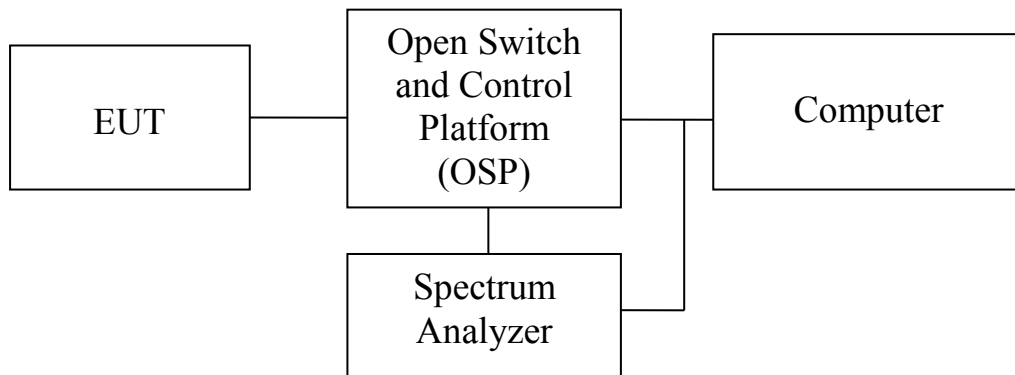 EUT
Open Switch
and Control
Platform
(OSP)
Computer
Spectrum
Analyzer